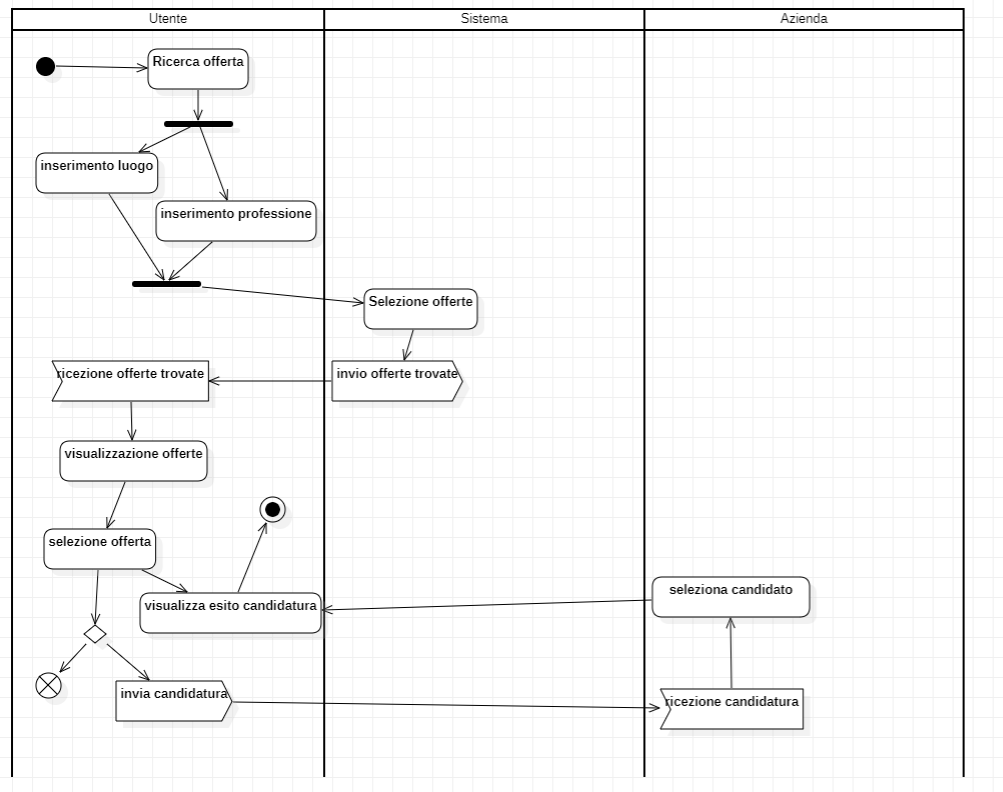 Utente
Sistema
Azienda
Ricerca offerta
inserimento luogo
inserimento professione
Selezione offerte
ricezione offerte trovate
invio offerte trovate
visualizzazione offerte
selezione offerta
visualizza esito candidatura
seleziona candidato
invia candidatura
ricezione candidatura